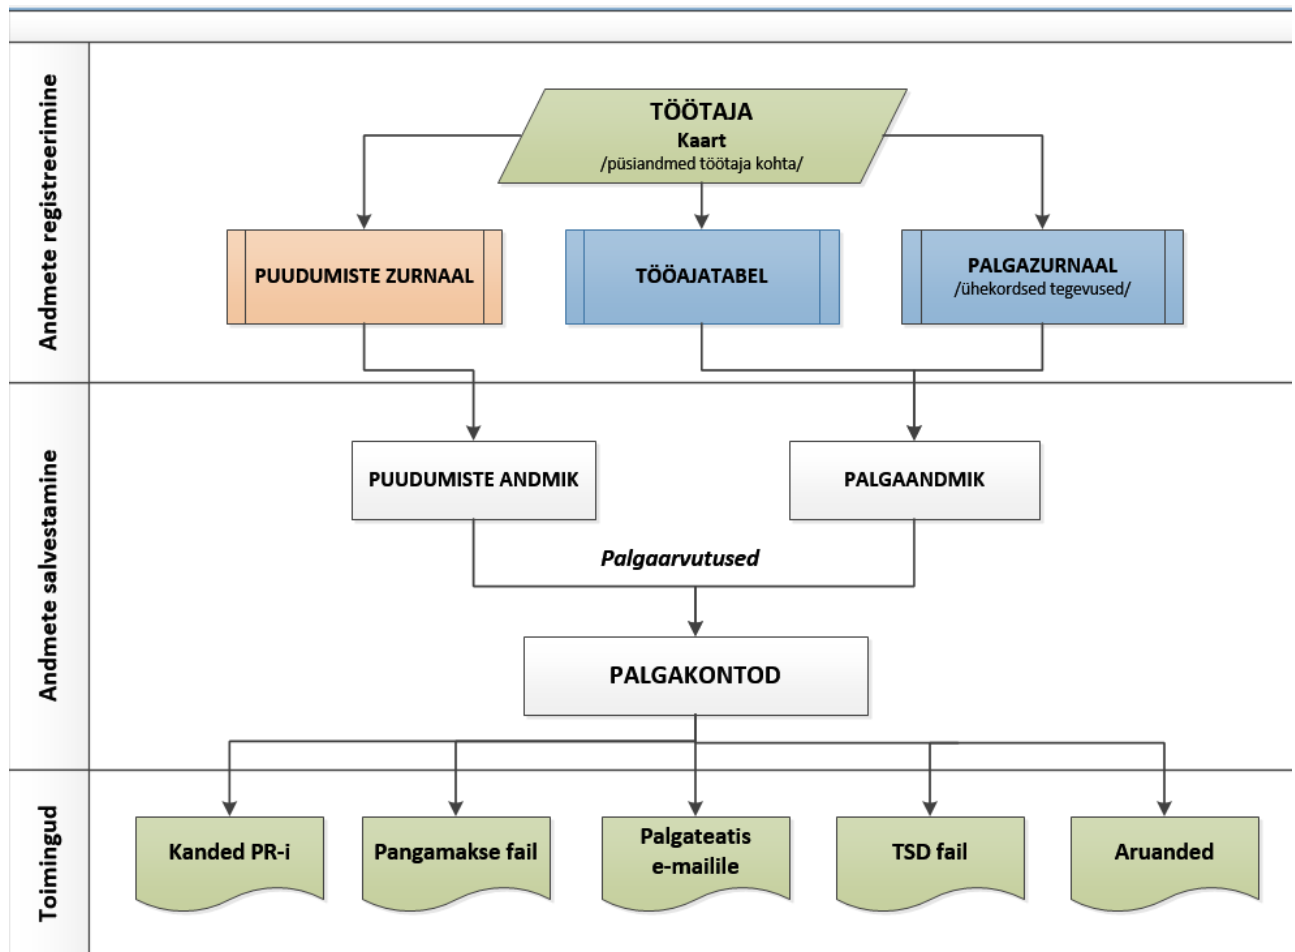 Andmete registreerimine
TÖÖTAJA
Kaart
/püsiandmed töötaja kohta/
PUUDUMISTE ZURNAAL
TÖÖAJATABEL
PALGAZURNAAL
/ühekordsed tegevused/
Andmete salvestamine
PUUDUMISTE ANDMIK
PALGAANDMIK
Palgaarvutused
PALGAKONTOD
Toimingud
Kanded PR-i
Pangamakse fail
Palgateatis
e-mailile
TSD fail
Aruanded